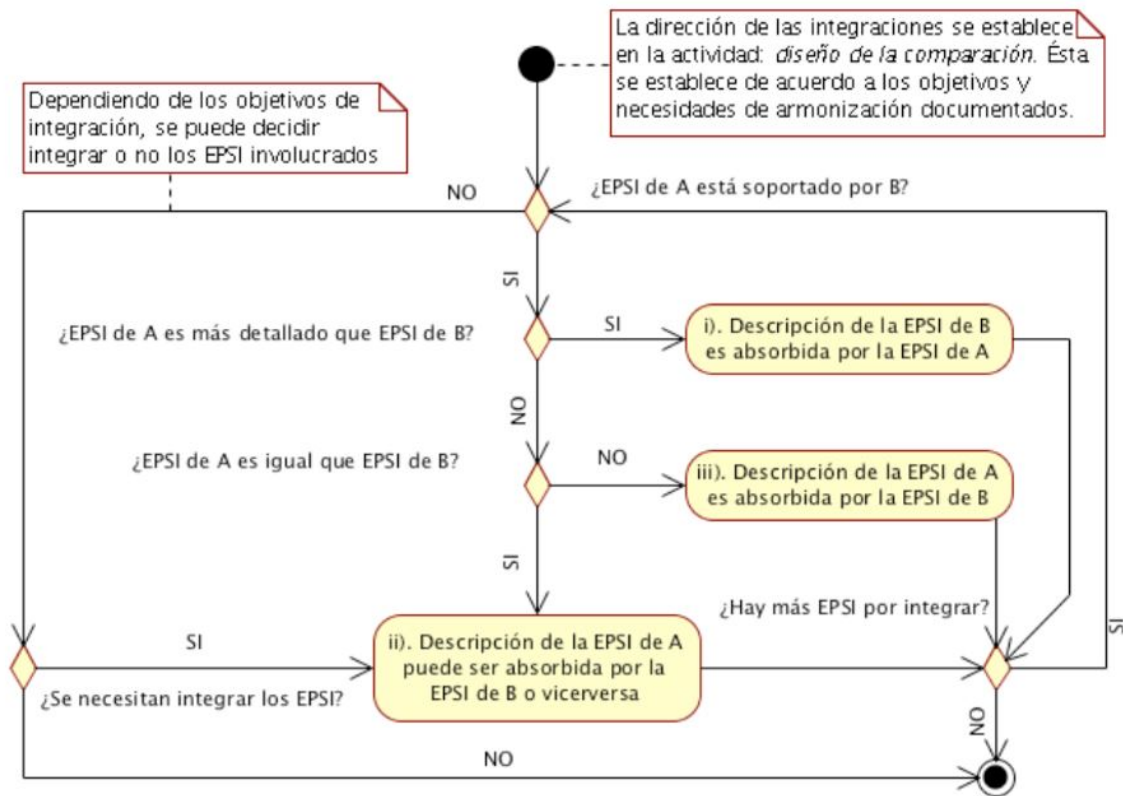 La dirección de las integraciones se establece
en la actividad: diseño de la comparación. Ésta
se establece de acuerdo a los objetivos y
necesidades de armonización documentados.
Dependiendo de los objetivos de
integración, se puede decidir
integrar o no los EPSI involucrados
NO
¿EPSI de A está soportado por B?
SI
¿EPSI de A es más detallado que EPSI de B?
SI
i). Descripción de la EPSI de B
es absorbida por la EPSI de A
NO
¿EPSI de A es igual que EPSI de B?
NO
iii). Descripción de la EPSI de A
es absorbida por la EPSI de B
SI
¿Hay más EPSI por integrar?
SI
SI
ii). Descripción de la EPSI de A
puede ser absorbida por la
EPSI de B o vicerversa
¿Se necesitan integrar los EPSI?
NO
NO